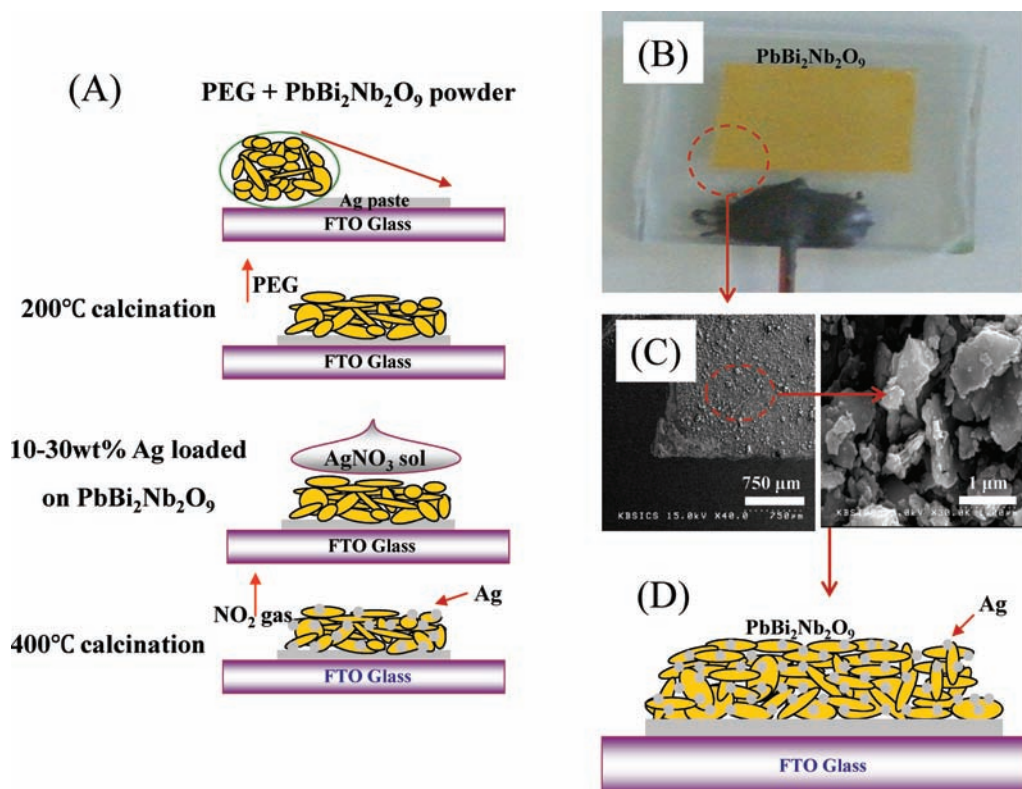 (A)
PEG + PbBi₂Nb₂O₉ powder
Ag paste
FTO Glass
PEG
200℃ calcination
FTO Glass
10-30wt% Ag loaded
on PbBi₂Nb₂O₉
AgNO₃ sol
FTO Glass
NO₂ gas
Ag
400℃ calcination
FTO Glass
(B)
PbBi₂Nb₂O₉
(C)
750 μm
KBSICS 15.0kV X40.0 750μm
1 μm
(D)
PbBi₂Nb₂O₉
Ag
FTO Glass